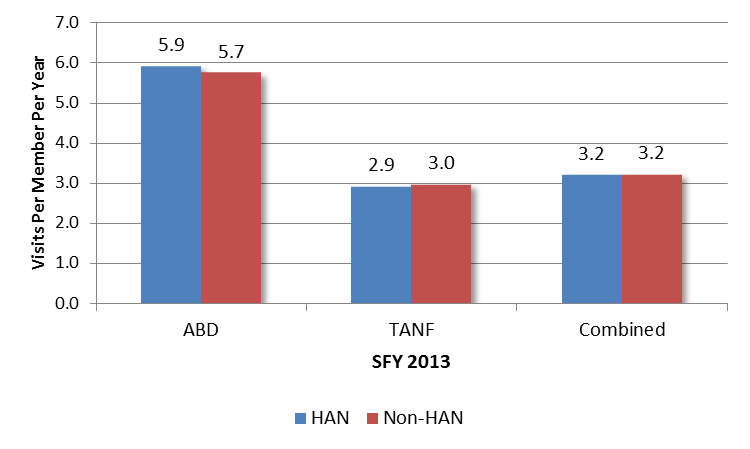 7.0
6.0
5.0
4.0
3.0
2.0
1.0
0.0
Visits Per Member Per Year
5.9
5.7
2.9
3.0
3.2
3.2
ABD
TANF
Combined
SFY 2013
HAN
Non-HAN